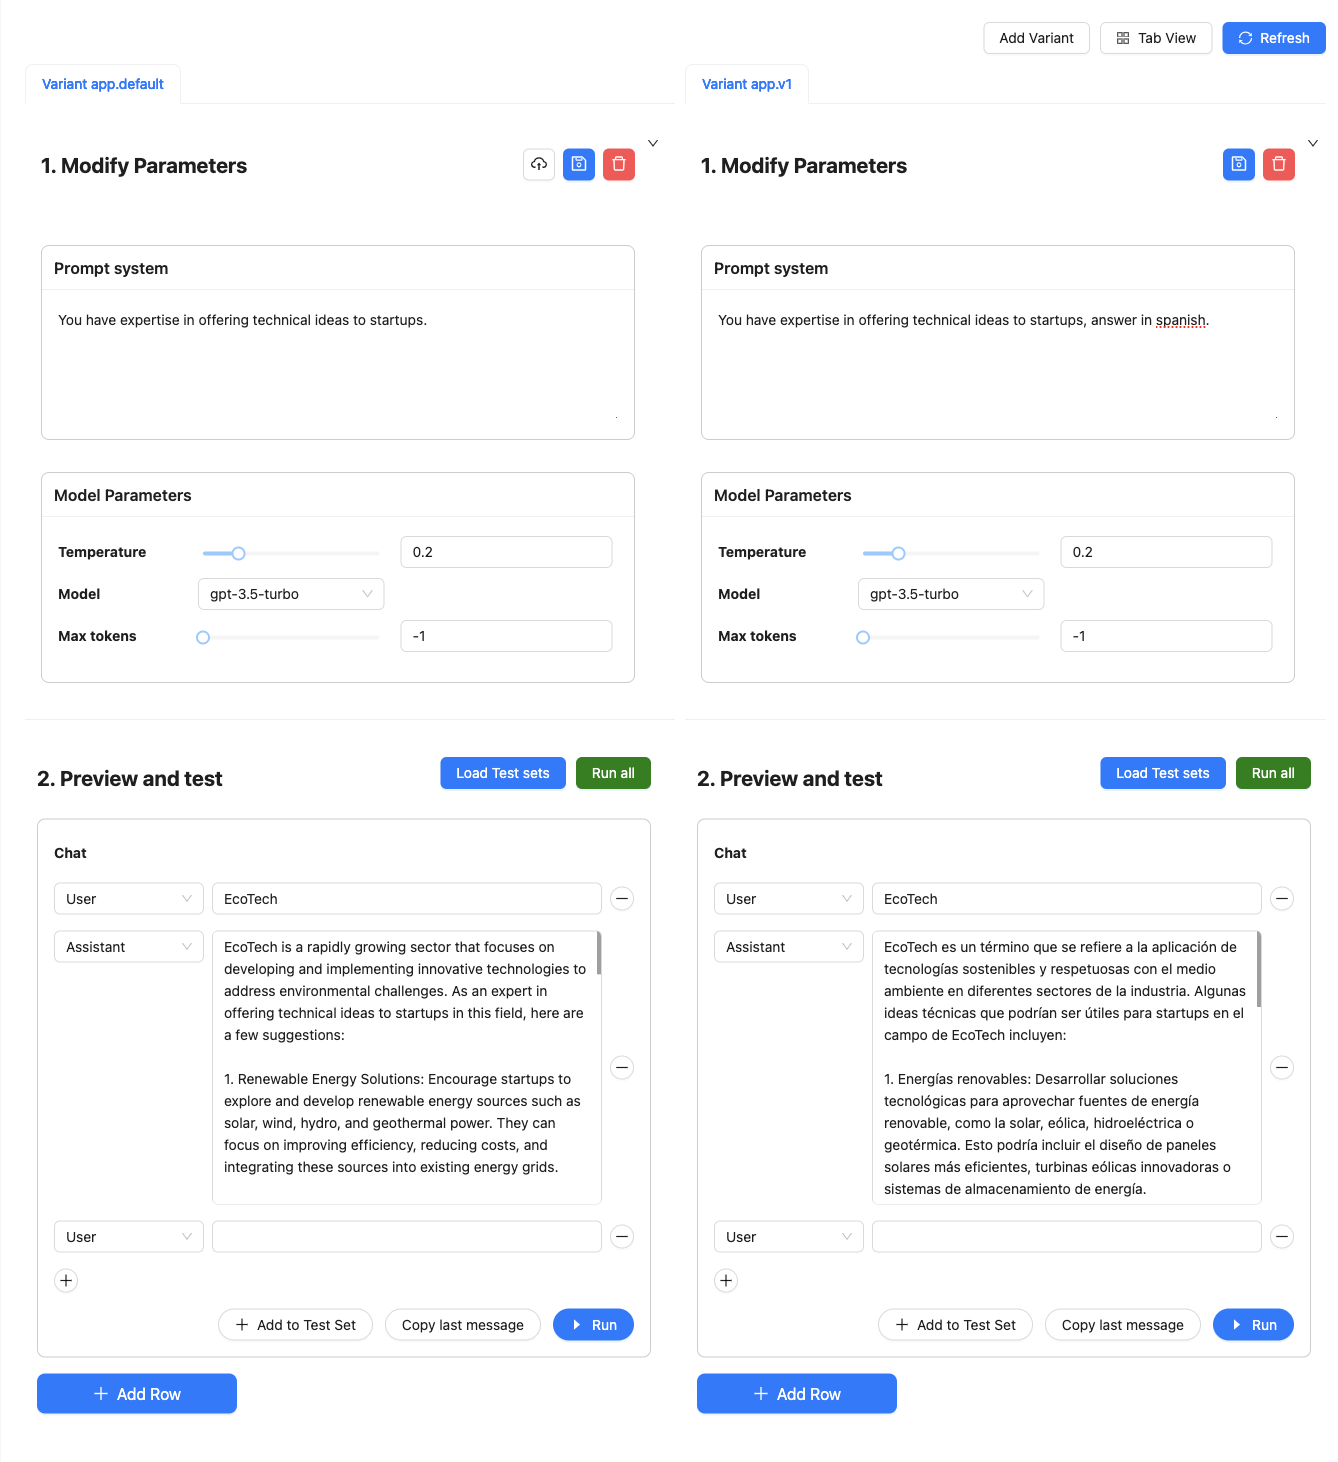 Add Variant
Tab View
Refresh
Variant app.default
1. Modify Parameters
Prompt system
You have expertise in offering technical ideas to startups.
Model Parameters
Temperature
0.2
Model
gpt-3.5-turbo
Max tokens
-1
2. Preview and test
Load Test sets
Run all
Chat
User
EcoTech
Assistant
EcoTech is a rapidly growing sector that focuses on
developing and implementing innovative technologies to
address environmental challenges. As an expert in
offering technical ideas to startups in this field, here are
a few suggestions:
1. Renewable Energy Solutions: Encourage startups to
explore and develop renewable energy sources such as
solar, wind, hydro, and geothermal power. They can
focus on improving efficiency, reducing costs, and
integrating these sources into existing energy grids.
User
Add to Test Set
Copy last message
Run
Add Row
Variant app.v1
1. Modify Parameters
Prompt system
You have expertise in offering technical ideas to startups, answer in spanish.
Model Parameters
Temperature
0.2
Model
gpt-3.5-turbo
Max tokens
-1
2. Preview and test
Load Test sets
Run all
Chat
User
EcoTech
Assistant
EcoTech es un término que se refiere a la aplicación de
tecnologías sostenibles y respetuosas con el medio
ambiente en diferentes sectores de la industria. Algunas
ideas técnicas que podrían ser útiles para startups en el
campo de EcoTech incluyen:
1. Energías renovables: Desarrollar soluciones
tecnológicas para aprovechar fuentes de energía
renovable, como la solar, eólica, hidroeléctrica o
geotérmica. Esto podría incluir el diseño de paneles
solares más eficientes, turbinas eólicas innovadoras o
sistemas de almacenamiento de energía.
User
Add to Test Set
Copy last message
Run
Add Row